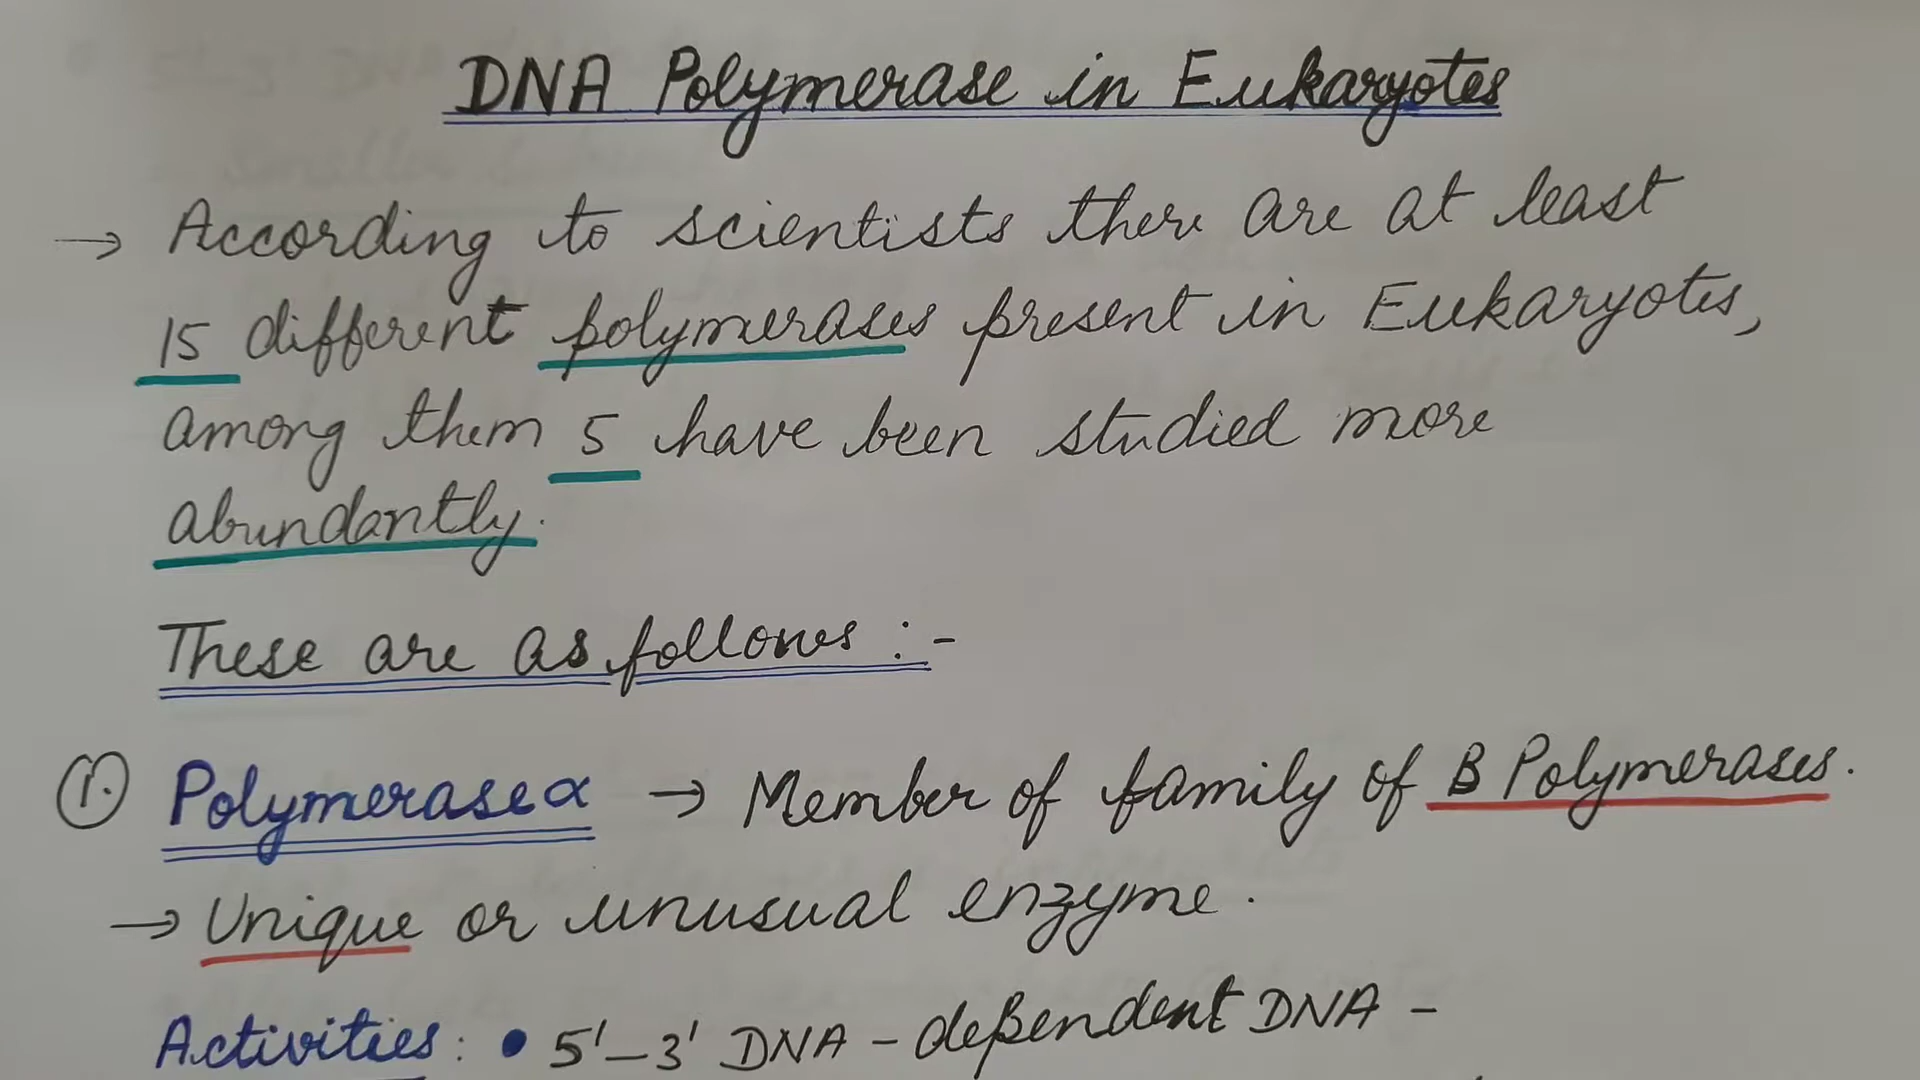 DNA Polymerase in Eukaryotes
→ According to scientists there are at least
15 different polymerases present in Eukaryotes,
among them 5 have been studied more
abundantly.
These are as follows :-
1. Polymerase α → Member of family of B Polymerases.
→ Unique or unusual enzyme.
Activities : • 5'-3' DNA - dependent DNA -